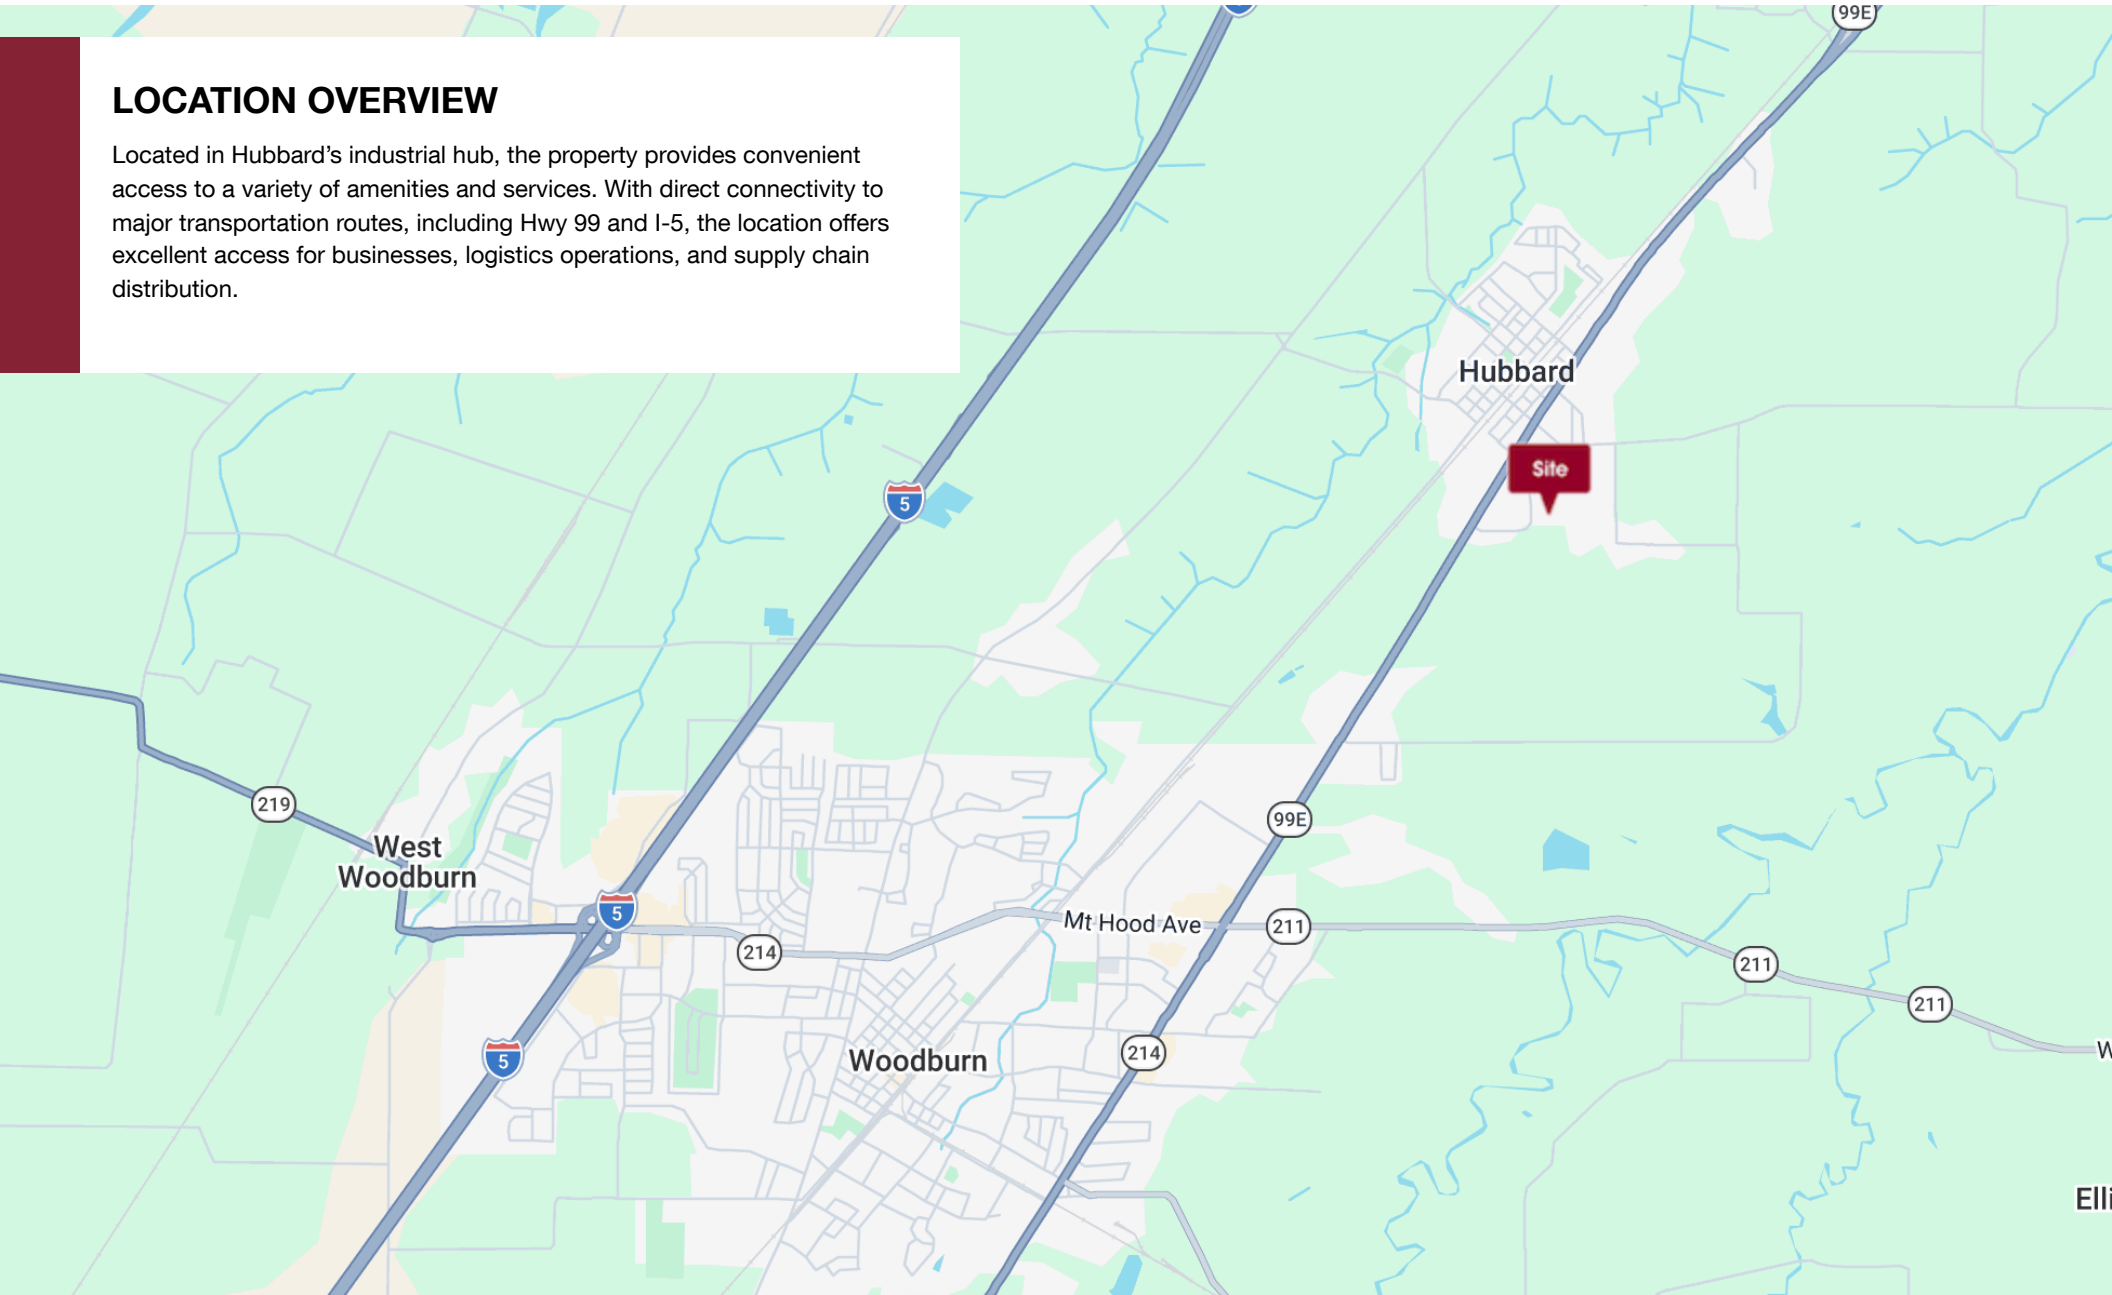 99E
LOCATION OVERVIEW
Located in Hubbard’s industrial hub, the property provides convenient
access to a variety of amenities and services. With direct connectivity to
major transportation routes, including Hwy 99 and I-5, the location offers
excellent access for businesses, logistics operations, and supply chain
distribution.
Hubbard
Site
5
219
99E
West
Woodburn
5
Mt Hood Ave
211
214
211
211
5
Woodburn
214
W
Elli